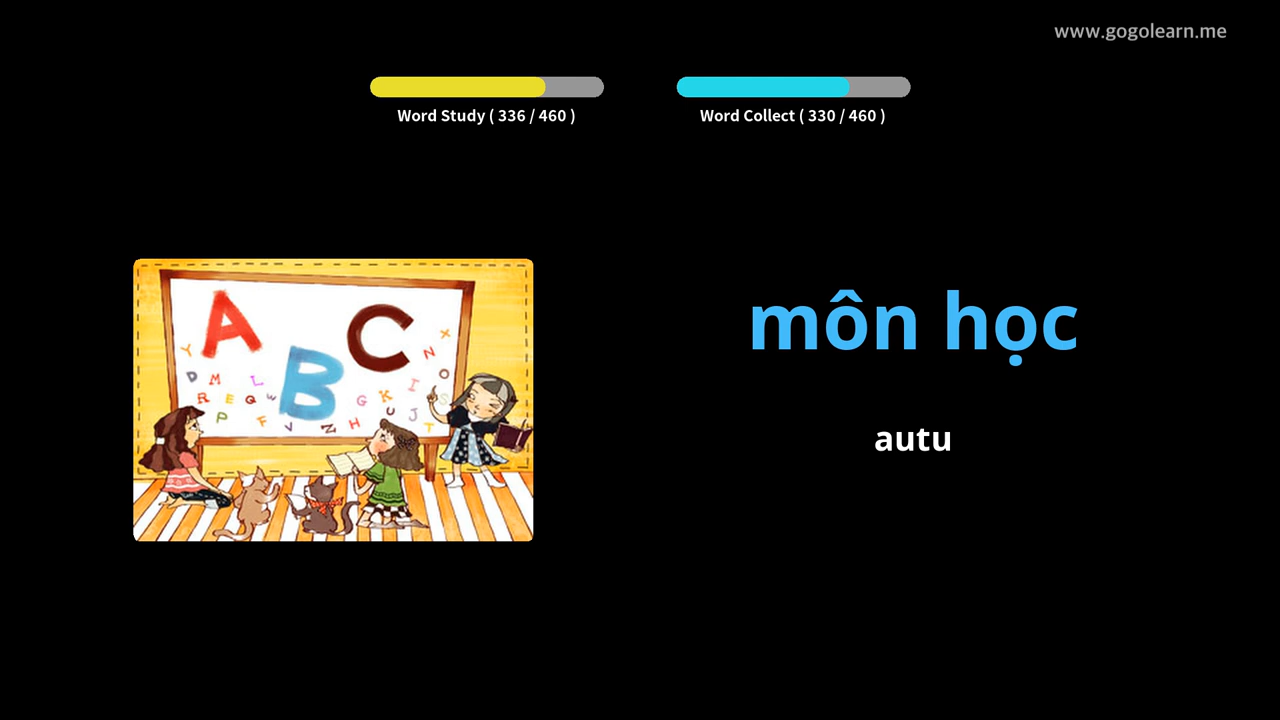 www.gogolearn.me
Word Study ( 336 / 460 )
Word Collect ( 330 / 460 )
A
C
B
môn học
autu